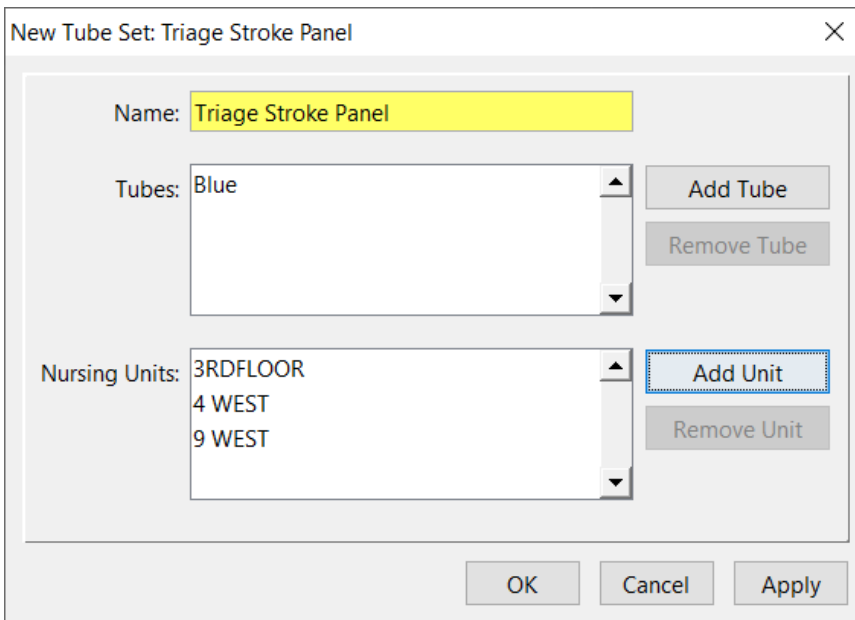 New Tube Set: Triage Stroke Panel
Name: Triage Stroke Panel
Tubes: Blue
Add Tube
Remove Tube
Nursing Units: 3RDFLOOR
4 WEST
9 WEST
Add Unit
Remove Unit
OK Cancel Apply